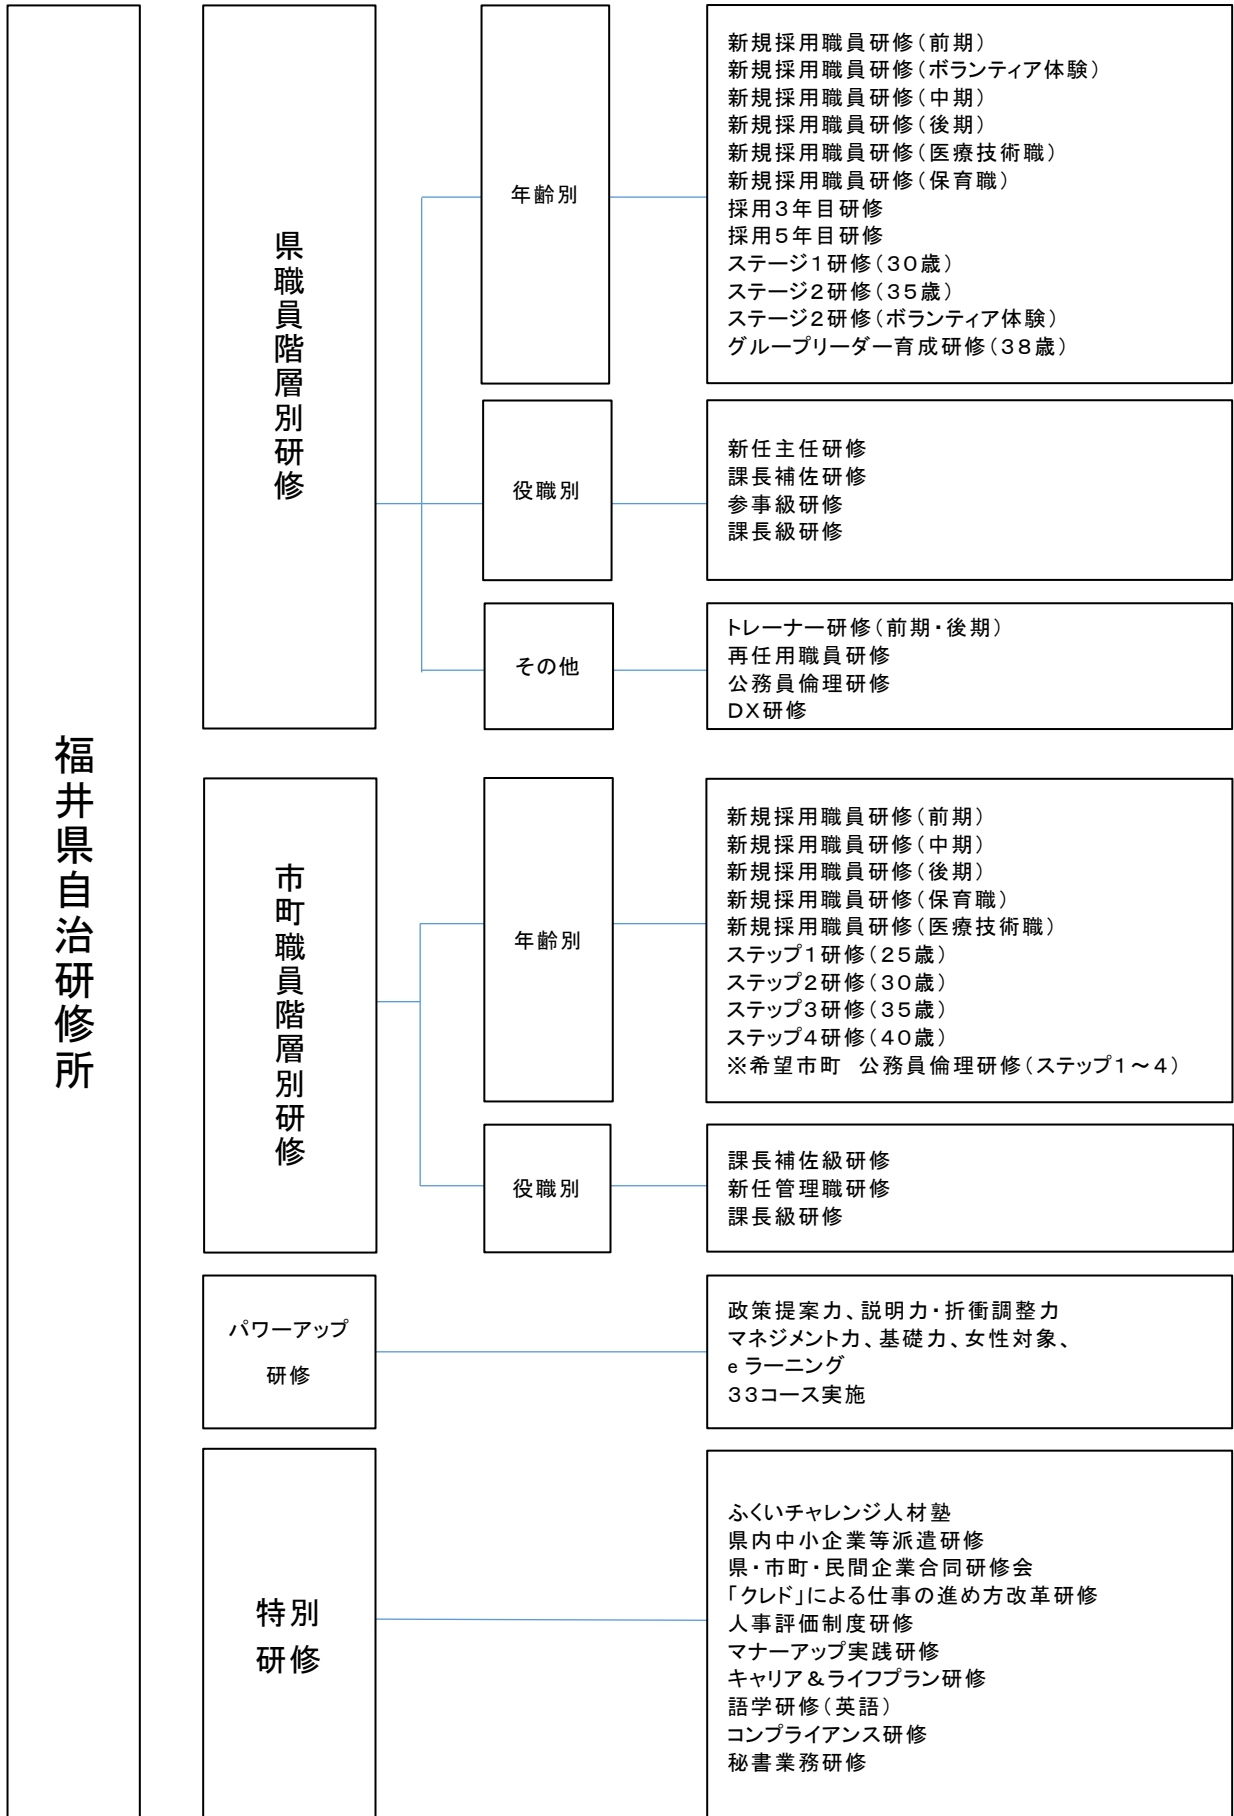 福井県自治研修所
県職員階層別研修
年齢別
新規採用職員研修(前期)
新規採用職員研修(ボランティア体験)
新規採用職員研修(中期)
新規採用職員研修(後期)
新規採用職員研修(医療技術職)
新規採用職員研修(保育職)
採用3年目研修
採用5年目研修
ステージ1研修(30歳)
ステージ2研修(35歳)
ステージ2研修(ボランティア体験)
グループリーダー育成研修(38歳)
役職別
新任主任研修
課長補佐研修
参事級研修
課長級研修
その他
トレーナー研修(前期・後期)
再任用職員研修
公務員倫理研修
DX研修
市町職員階層別研修
年齢別
新規採用職員研修(前期)
新規採用職員研修(中期)
新規採用職員研修(後期)
新規採用職員研修(保育職)
新規採用職員研修(医療技術職)
ステップ1研修(25歳)
ステップ2研修(30歳)
ステップ3研修(35歳)
ステップ4研修(40歳)
※希望市町 公務員倫理研修(ステップ1~4)
役職別
課長補佐級研修
新任管理職研修
課長級研修
パワーアップ
研修
政策提案力、説明力・折衝調整力
マネジメント力、基礎力、女性対象、
eラーニング
33コース実施
特別
研修
ふくいチャレンジ人材塾
県内中小企業等派遣研修
県・市町・民間企業合同研修会
「クレド」による仕事の進め方改革研修
人事評価制度研修
マナーアップ実践研修
キャリア&ライフプラン研修
語学研修(英語)
コンプライアンス研修
秘書業務研修